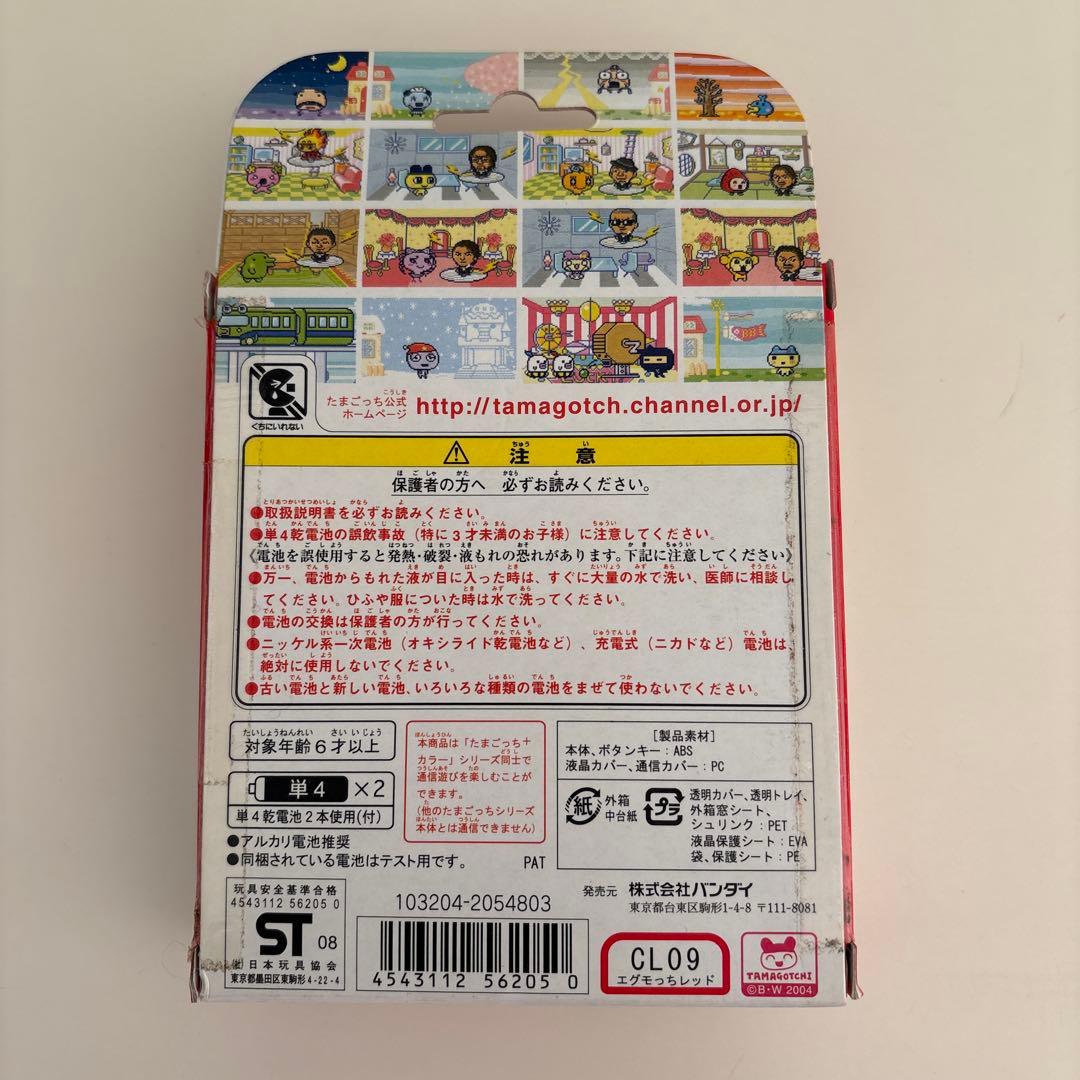 くちにいれない
たまごっち公式
ホームページ
http://tamagotch.channel.or.jp/
⚠ 注意
保護者の方へ 必ずお読みください。
取扱説明書を必ずお読みください。
単4乾電池の誤飲事故（特に3才未満のお子様）に注意してください。
《電池を誤使用すると発熱・破裂・液もれの恐れがあります。下記に注意してください》
万一、電池からもれた液が目に入った時は、すぐに大量の水で洗い、医師に相談し
てください。ひふや服についた時は水で洗ってください。
電池の交換は保護者の方が行ってください。
ニッケル系一次電池（オキシライド乾電池など）、充電式（ニカドなど）電池は、
絶対に使用しないでください。
古い電池と新しい電池、いろいろな種類の電池をまぜて使わないでください。
対象年齢6才以上
単4 ×2
単4乾電池2本使用（付）
●アルカリ電池推奨
●同梱されている電池はテスト用です。
本商品は「たまごっち＋
カラー」シリーズ同士で
通信遊びを楽しむことが
できます。
（他のたまごっちシリーズ
本体とは通信できません）
PAT
［製品素材］
本体、ボタンキー：ABS
液晶カバー、通信カバー：PC
紙
外箱
中台紙
プラ
透明カバー、透明トレイ、
外箱窓シート、
シュリンク：PET
液晶保護シート：EVA
袋、保護シート：PE
玩具安全基準合格
4543112 56205 0
ST 08
㈳日本玩具協会
東京都墨田区東駒形4-22-4
103204-2054803
4543112 56205 0
発売元 株式会社バンダイ
東京都台東区駒形1-4-8 〒111-8081
CL09
エグモっちレッド
TAMAGOTCHI
©B・W 2004